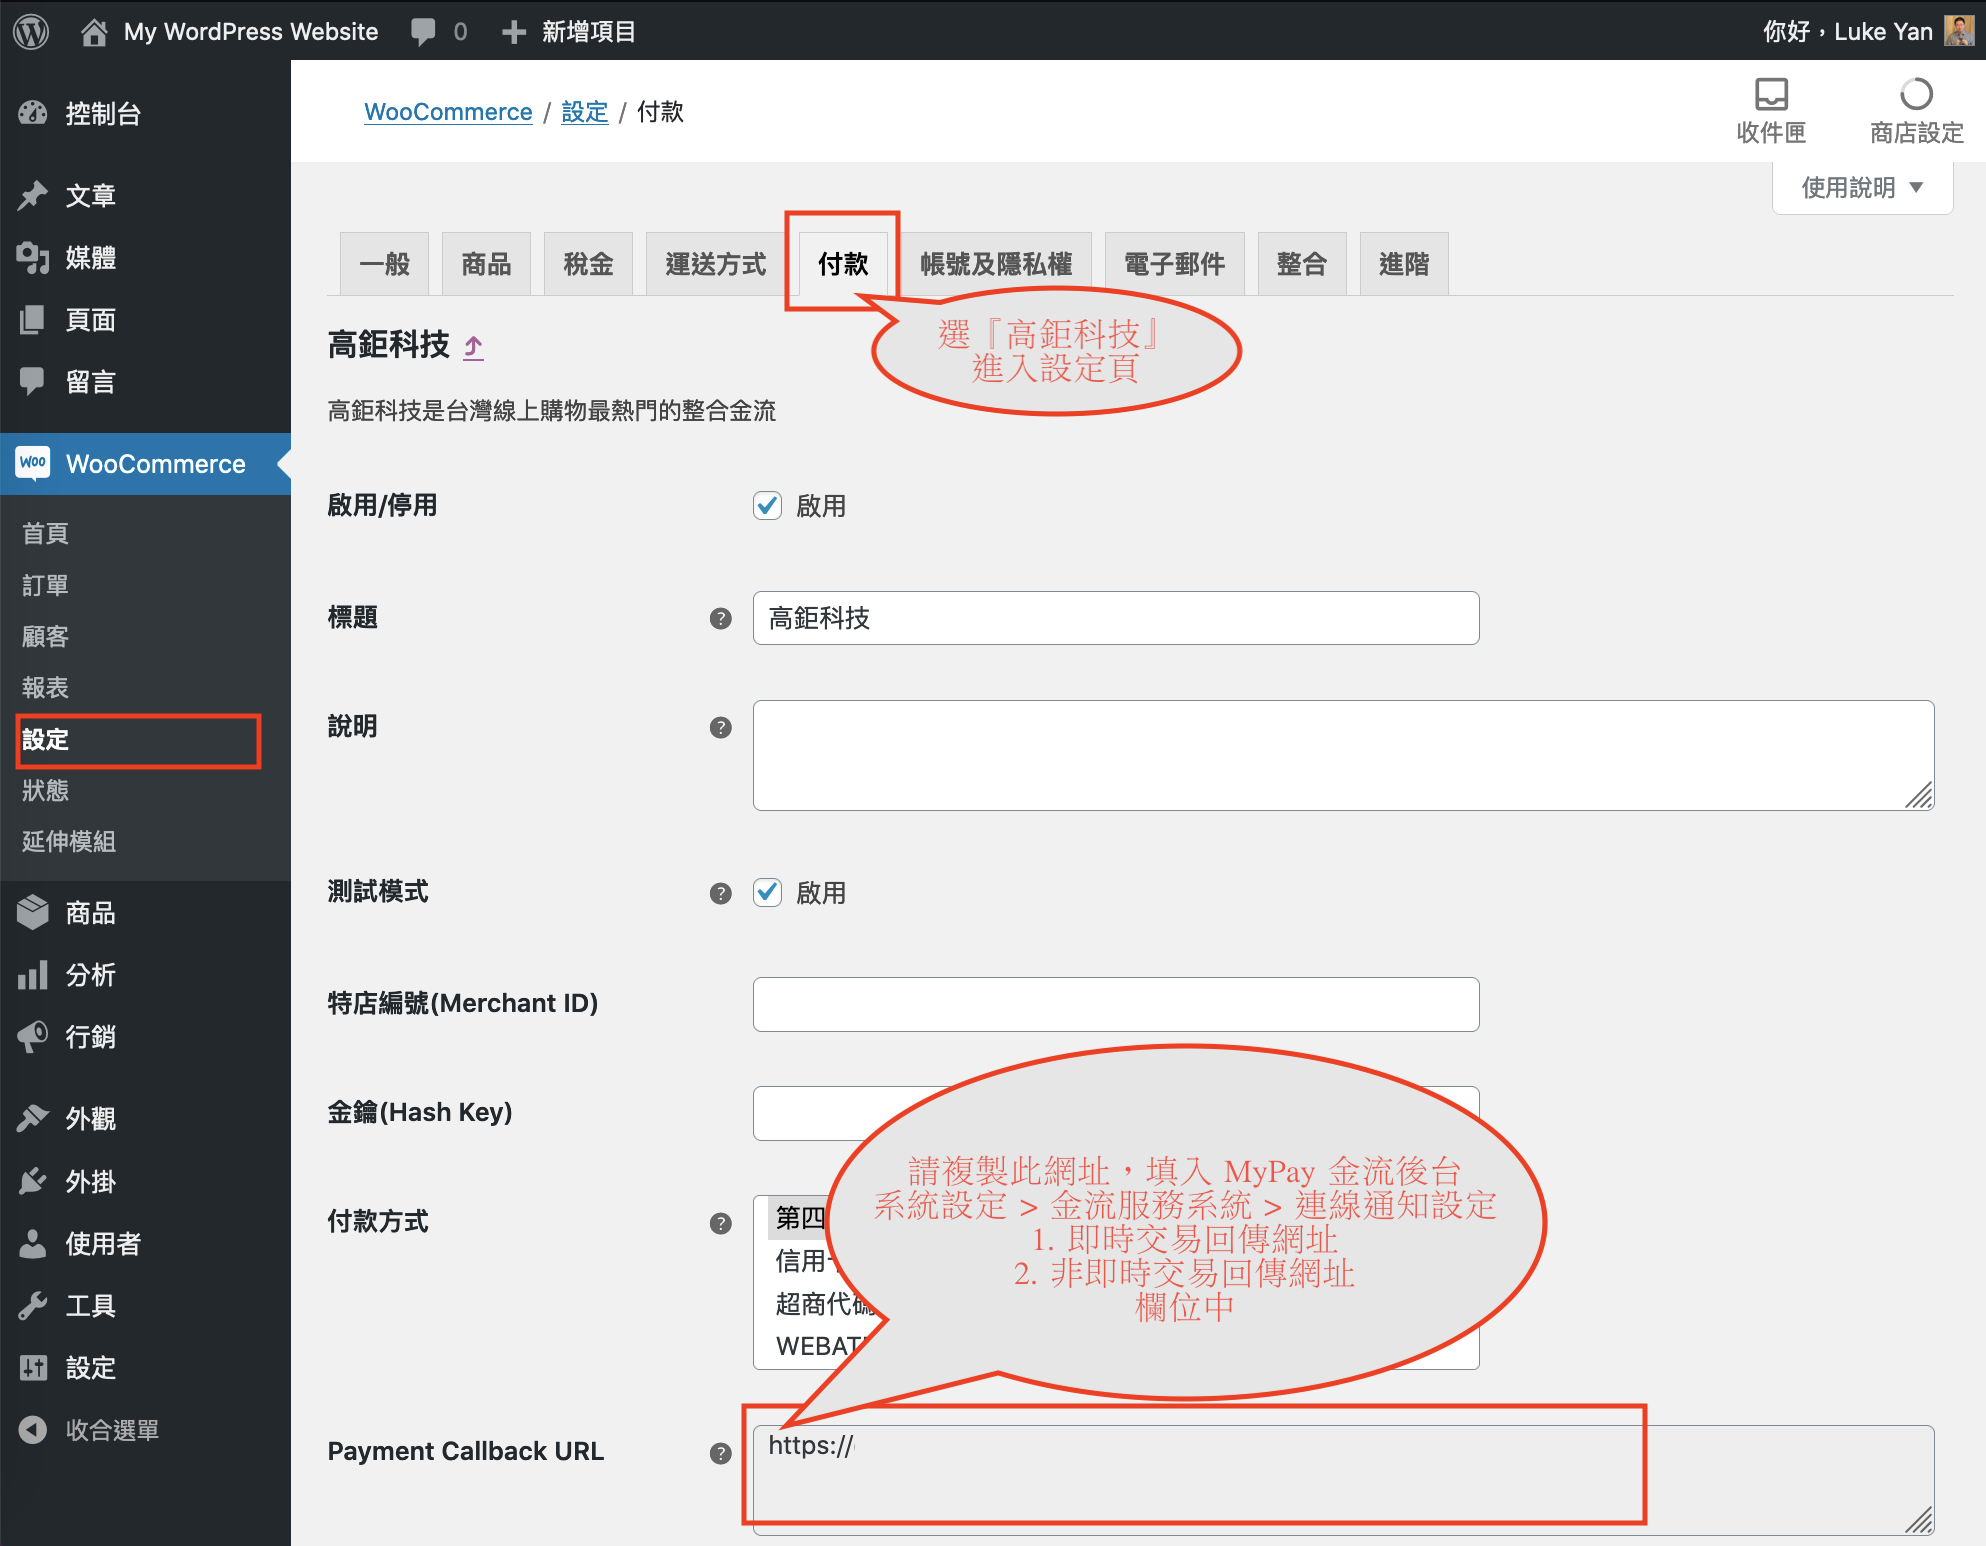 My WordPress Website
0
新增項目
你好，Luke Yan
控制台
文章
媒體
頁面
留言
WooCommerce
首頁
訂單
顧客
報表
設定
狀態
延伸模組
商品
分析
行銷
外觀
外掛
使用者
工具
設定
收合選單
WooCommerce / 設定 / 付款
收件匣
商店設定
使用說明
一般
商品
稅金
運送方式
付款
帳號及隱私權
電子郵件
整合
進階
選『高鉅科技』
進入設定頁
高鉅科技
高鉅科技是台灣線上購物最熱門的整合金流
啟用/停用
啟用
標題
高鉅科技
說明
測試模式
啟用
特店編號(Merchant ID)
金鑰(Hash Key)
請複製此網址，填入 MyPay 金流後台
系統設定 > 金流服務系統 > 連線通知設定
1. 即時交易回傳網址
2. 非即時交易回傳網址
欄位中
付款方式
第四
信用
超商代碼
WEBAT
Payment Callback URL
https://